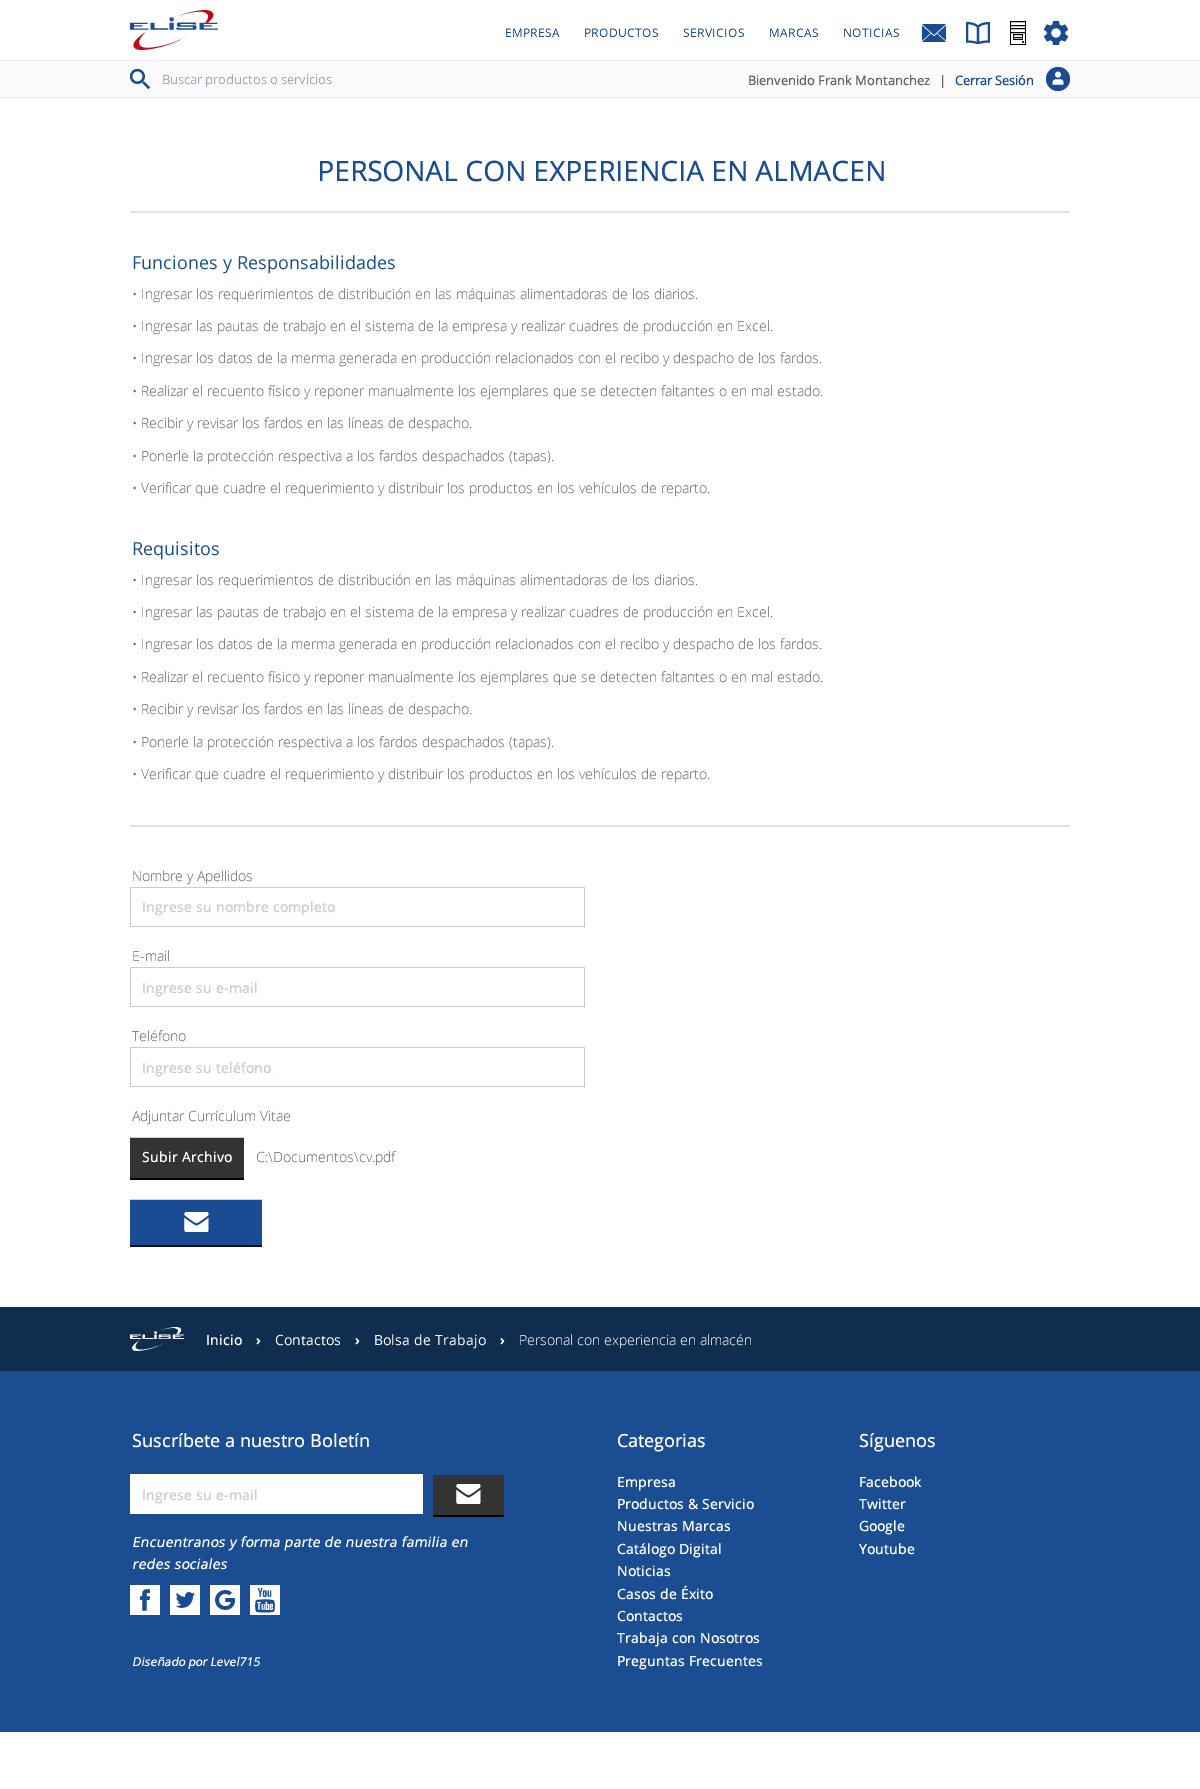 ELISE
EMPRESA PRODUCTOS SERVICIOS MARCAS NOTICIAS
Buscar productos o servicios
Bienvenido Frank Montanchez | Cerrar Sesión
PERSONAL CON EXPERIENCIA EN ALMACEN
Funciones y Responsabilidades
• Ingresar los requerimientos de distribución en las máquinas alimentadoras de los diarios.
• Ingresar las pautas de trabajo en el sistema de la empresa y realizar cuadres de producción en Excel.
• Ingresar los datos de la merma generada en producción relacionados con el recibo y despacho de los fardos.
• Realizar el recuento físico y reponer manualmente los ejemplares que se detecten faltantes o en mal estado.
• Recibir y revisar los fardos en las líneas de despacho.
• Ponerle la protección respectiva a los fardos despachados (tapas).
• Verificar que cuadre el requerimiento y distribuir los productos en los vehículos de reparto.
Requisitos
• Ingresar los requerimientos de distribución en las máquinas alimentadoras de los diarios.
• Ingresar las pautas de trabajo en el sistema de la empresa y realizar cuadres de producción en Excel.
• Ingresar los datos de la merma generada en producción relacionados con el recibo y despacho de los fardos.
• Realizar el recuento físico y reponer manualmente los ejemplares que se detecten faltantes o en mal estado.
• Recibir y revisar los fardos en las líneas de despacho.
• Ponerle la protección respectiva a los fardos despachados (tapas).
• Verificar que cuadre el requerimiento y distribuir los productos en los vehículos de reparto.
Nombre y Apellidos
Ingrese su nombre completo
E-mail
Ingrese su e-mail
Teléfono
Ingrese su teléfono
Adjuntar Currículum Vitae
Subir Archivo C:\Documentos\cv.pdf
ELISE Inicio › Contactos › Bolsa de Trabajo › Personal con experiencia en almacén
Suscríbete a nuestro Boletín
Ingrese su e-mail
Encuentranos y forma parte de nuestra familia en
redes sociales
You
Tube
Diseñado por Level715
Categorias
Empresa
Productos & Servicio
Nuestras Marcas
Catálogo Digital
Noticias
Casos de Éxito
Contactos
Trabaja con Nosotros
Preguntas Frecuentes
Síguenos
Facebook
Twitter
Google
Youtube